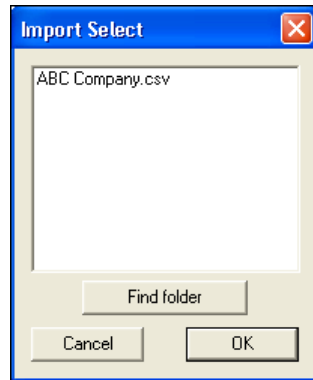 Import Select
ABC Company.csv
Find folder
Cancel
OK